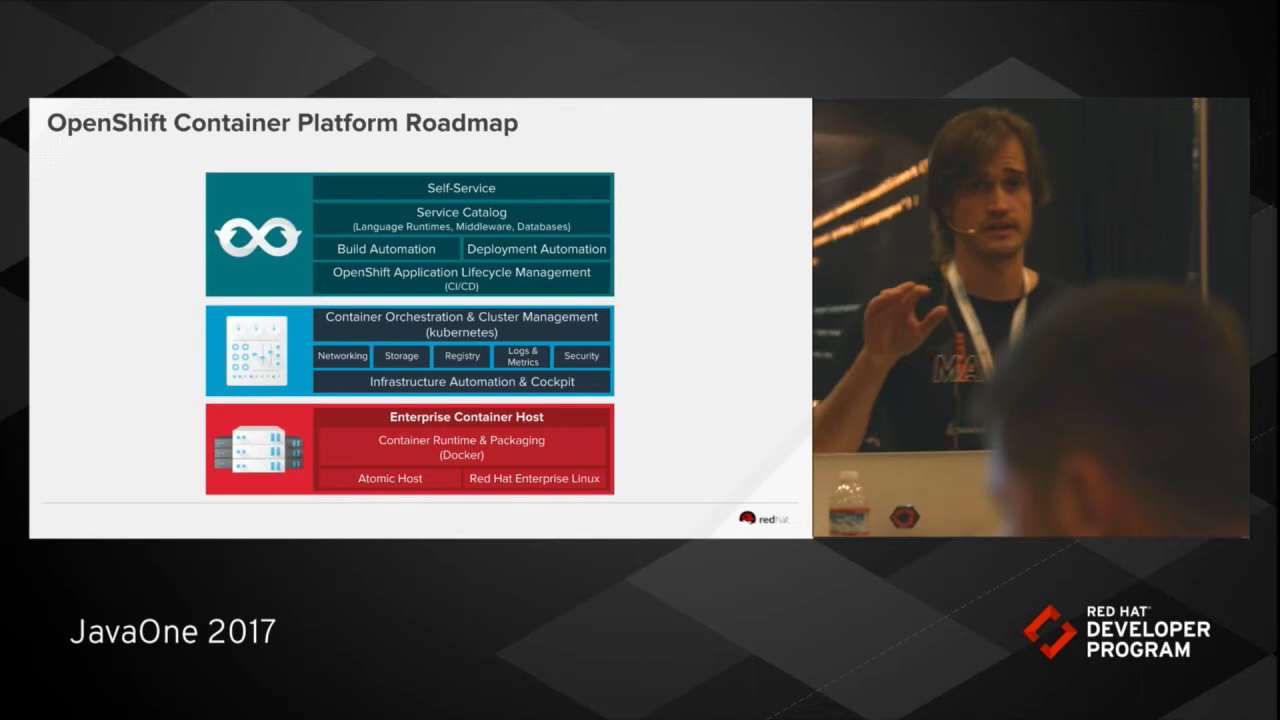 OpenShift Container Platform Roadmap
Self-Service
Service Catalog
(Language Runtimes, Middleware, Databases)
Build Automation
Deployment Automation
OpenShift Application Lifecycle Management
(CI/CD)
Container Orchestration & Cluster Management
(kubernetes)
Networking
Storage
Registry
Logs &
Metrics
Security
Infrastructure Automation & Cockpit
Enterprise Container Host
Container Runtime & Packaging
(Docker)
Atomic Host
Red Hat Enterprise Linux
redhat
MA
JavaOne 2017
RED HAT
DEVELOPER
PROGRAM